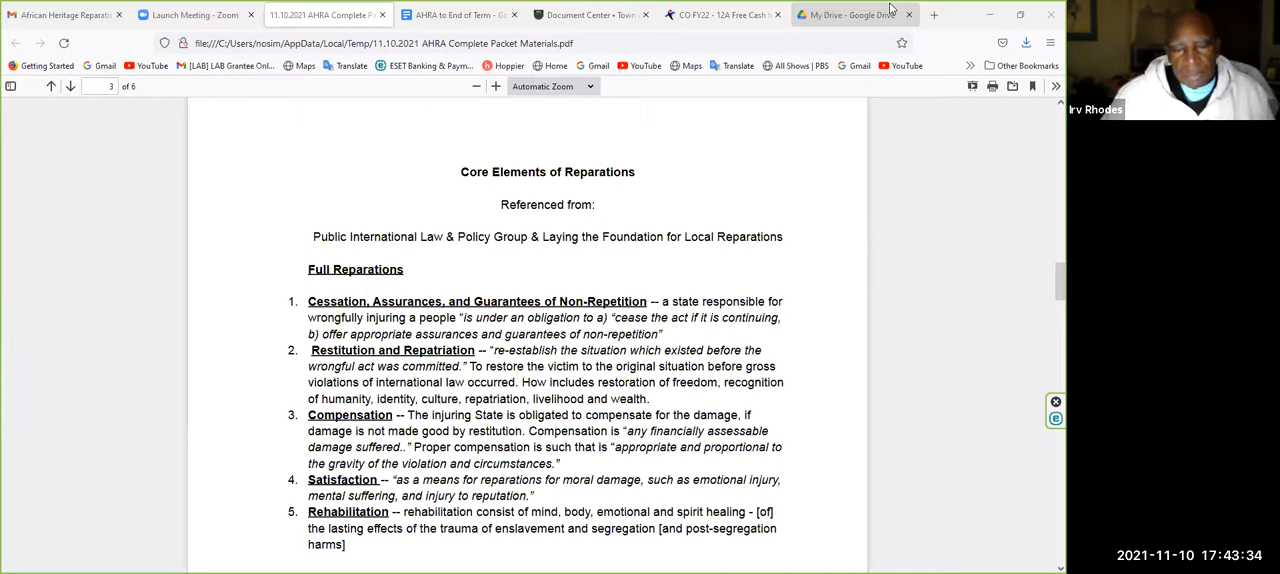 African Heritage Reparatic
Launch Meeting - Zoom
11.10.2021 AHRA Complete Pa
AHRA to End of Term - Go
Document Center • Town o
CO FY22 - 12A Free Cash t
My Drive - Google Drive
file:///C:/Users/nosim/AppData/Local/Temp/11.10.2021 AHRA Complete Packet Materials.pdf
Getting Started Gmail YouTube [LAB] LAB Grantee Onl... Maps Translate ESET Banking & Paym... Hoppier Home Gmail YouTube Maps Translate All Shows | PBS Gmail YouTube Other Bookmarks
3 of 6 Automatic Zoom
Irv Rhodes
Core Elements of Reparations
Referenced from:
Public International Law & Policy Group & Laying the Foundation for Local Reparations
Full Reparations
1. Cessation, Assurances, and Guarantees of Non-Repetition -- a state responsible for
wrongfully injuring a people “is under an obligation to a) “cease the act if it is continuing,
b) offer appropriate assurances and guarantees of non-repetition”
2. Restitution and Repatriation -- “re-establish the situation which existed before the
wrongful act was committed.” To restore the victim to the original situation before gross
violations of international law occurred. How includes restoration of freedom, recognition
of humanity, identity, culture, repatriation, livelihood and wealth.
3. Compensation -- The injuring State is obligated to compensate for the damage, if
damage is not made good by restitution. Compensation is “any financially assessable
damage suffered..” Proper compensation is such that is “appropriate and proportional to
the gravity of the violation and circumstances.”
4. Satisfaction -- “as a means for reparations for moral damage, such as emotional injury,
mental suffering, and injury to reputation.”
5. Rehabilitation -- rehabilitation consist of mind, body, emotional and spirit healing - [of]
the lasting effects of the trauma of enslavement and segregation [and post-segregation
harms]
2021-11-10 17:43:34